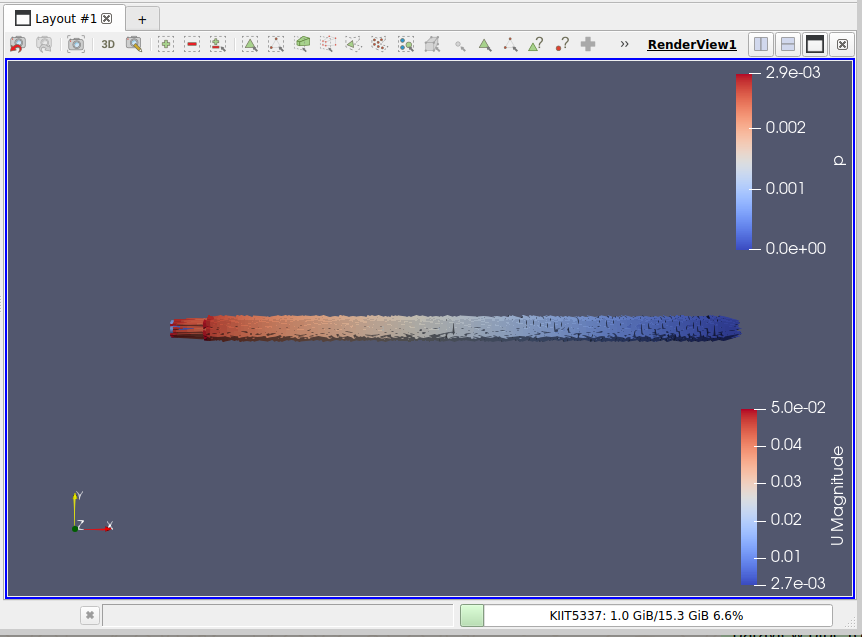 Layout #1
+
3D
? ? ›› RenderView1
2.9e-03
0.002
0.001
0.0e+00
p
5.0e-02
0.04
0.03
0.02
0.01
2.7e-03
U Magnitude
Y
Z
X
KIIT5337: 1.0 GiB/15.3 GiB 6.6%